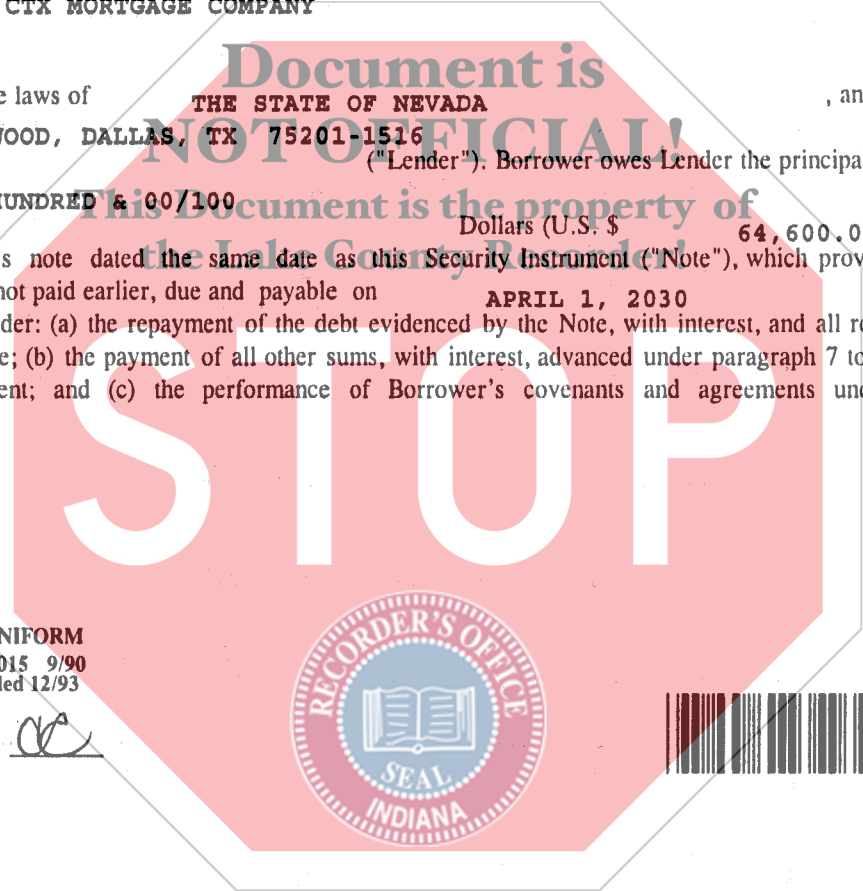 CTX MORTGAGE COMPANY
Document is
e laws of THE STATE OF NEVADA , an
OOD, DALLAS, TX 75201-1516
NOT OFFICIAL!
("Lender"). Borrower owes Lender the principa
UNDRED & 00/100
This Document is the property of
Dollars (U.S. $ 64,600.0
the Lake County Recorder!
s note dated the same date as this Security Instrument ("Note"), which prov
not paid earlier, due and payable on APRIL 1, 2030
der: (a) the repayment of the debt evidenced by the Note, with interest, and all r
e; (b) the payment of all other sums, with interest, advanced under paragraph 7 to
ent; and (c) the performance of Borrower's covenants and agreements und
STOP
NIFORM
015 9/90
ded 12/93
RECORDER'S OFFICE
SEAL
INDIANA